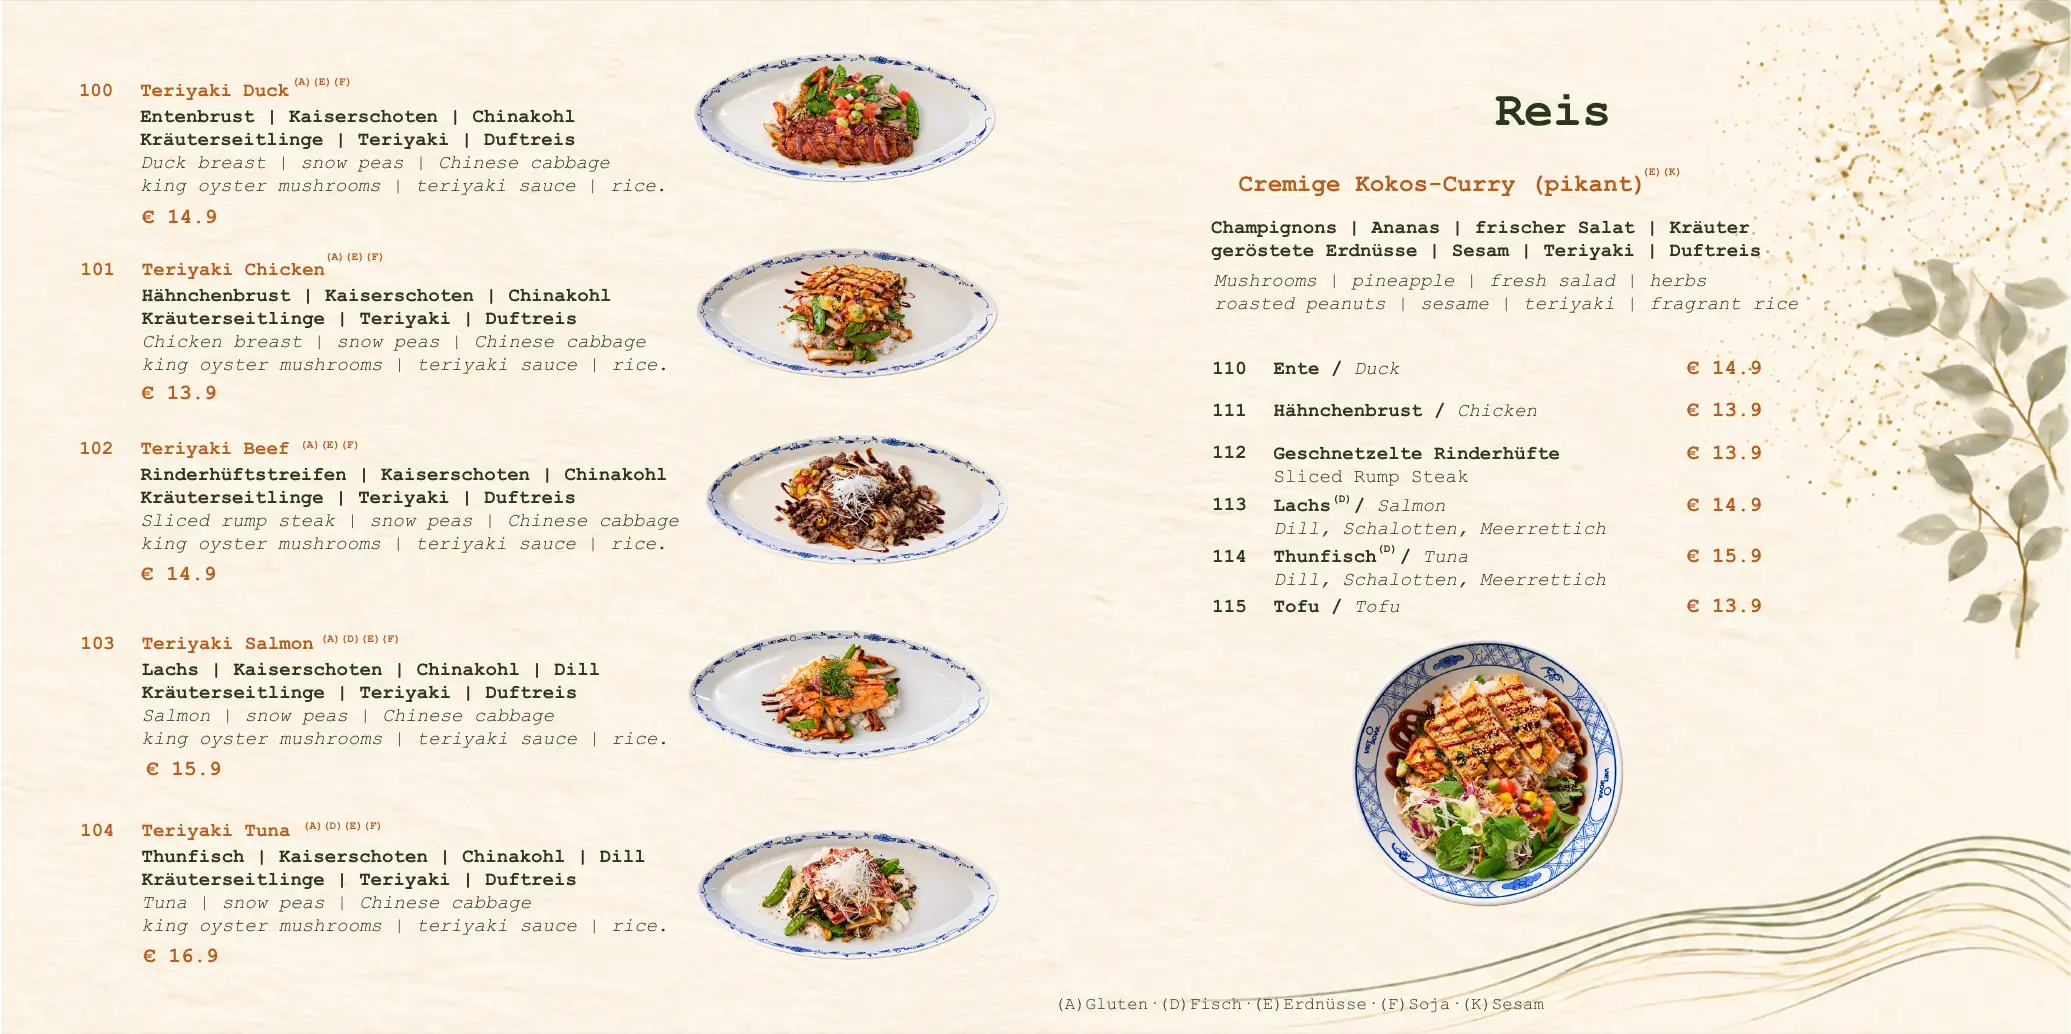 100 Teriyaki Duck (A)(E)(F)
Entenbrust | Kaiserschoten | Chinakohl
Kräuterseitlinge | Teriyaki | Duftreis
Duck breast | snow peas | Chinese cabbage
king oyster mushrooms | teriyaki sauce | rice.
€ 14.9
101 Teriyaki Chicken (A)(E)(F)
Hähnchenbrust | Kaiserschoten | Chinakohl
Kräuterseitlinge | Teriyaki | Duftreis
Chicken breast | snow peas | Chinese cabbage
king oyster mushrooms | teriyaki sauce | rice.
€ 13.9
102 Teriyaki Beef (A)(E)(F)
Rinderhüftstreifen | Kaiserschoten | Chinakohl
Kräuterseitlinge | Teriyaki | Duftreis
Sliced rump steak | snow peas | Chinese cabbage
king oyster mushrooms | teriyaki sauce | rice.
€ 14.9
103 Teriyaki Salmon (A)(D)(E)(F)
Lachs | Kaiserschoten | Chinakohl | Dill
Kräuterseitlinge | Teriyaki | Duftreis
Salmon | snow peas | Chinese cabbage
king oyster mushrooms | teriyaki sauce | rice.
€ 15.9
104 Teriyaki Tuna (A)(D)(E)(F)
Thunfisch | Kaiserschoten | Chinakohl | Dill
Kräuterseitlinge | Teriyaki | Duftreis
Tuna | snow peas | Chinese cabbage
king oyster mushrooms | teriyaki sauce | rice.
€ 16.9
Reis
Cremige Kokos-Curry (pikant)(E)(K)
Champignons | Ananas | frischer Salat | Kräuter
geröstete Erdnüsse | Sesam | Teriyaki | Duftreis
Mushrooms | pineapple | fresh salad | herbs
roasted peanuts | sesame | teriyaki | fragrant rice
110 Ente / Duck € 14.9
111 Hähnchenbrust / Chicken € 13.9
112 Geschnetzelte Rinderhüfte € 13.9
Sliced Rump Steak
113 Lachs(D)/ Salmon € 14.9
Dill, Schalotten, Meerrettich
114 Thunfisch(D)/ Tuna € 15.9
Dill, Schalotten, Meerrettich
115 Tofu / Tofu € 13.9
(A)Gluten·(D)Fisch·(E)Erdnüsse·(F)Soja·(K)Sesam